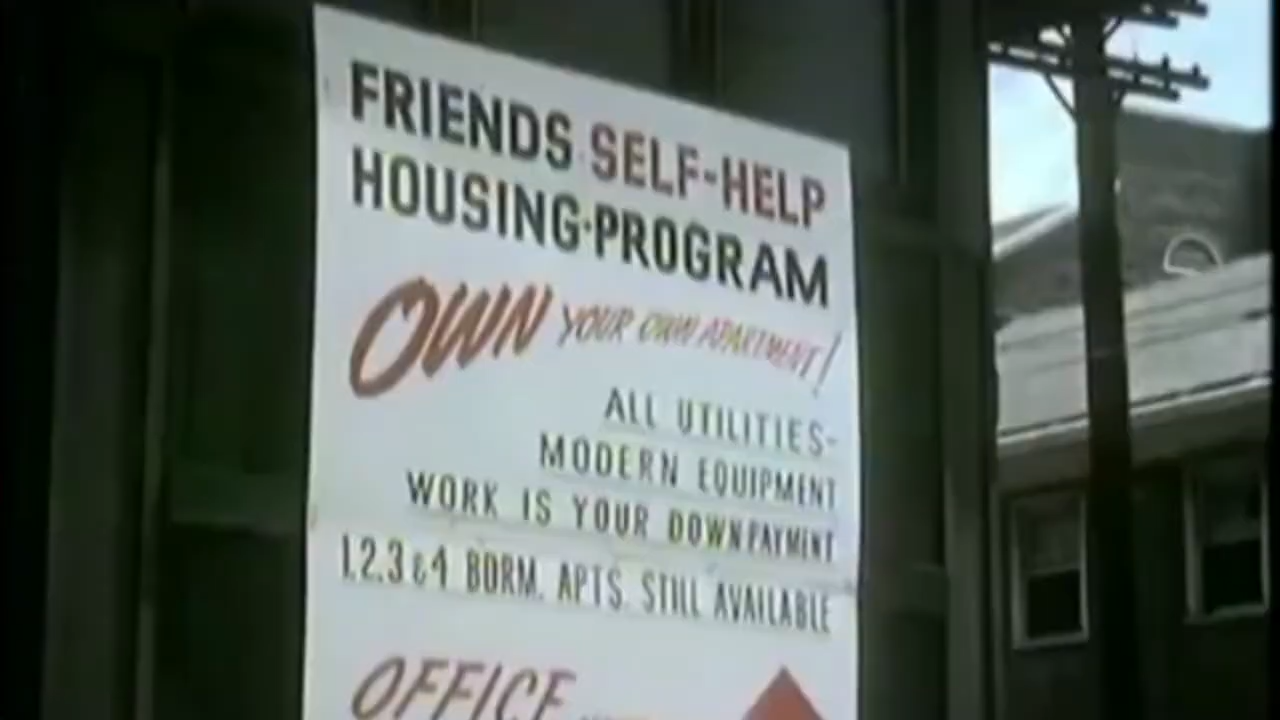 FRIENDS SELF-HELP
HOUSING·PROGRAM
OWN YOUR OWN APARTMENT!
ALL UTILITIES-
MODERN EQUIPMENT
WORK IS YOUR DOWNPAYMENT
1,2,3 & 4 BDRM. APTS. STILL AVAILABLE
OFFICE